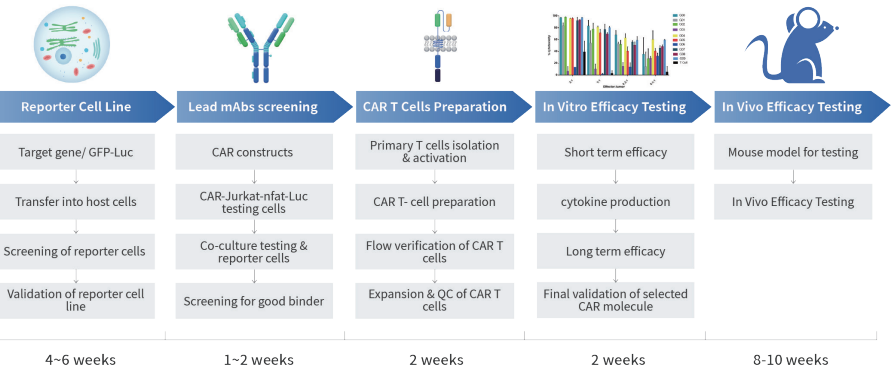 Reporter Cell Line
Lead mAbs screening
CAR T Cells Preparation
In Vitro Efficacy Testing
In Vivo Efficacy Testing
Target gene/ GFP-Luc
Transfer into host cells
Screening of reporter cells
Validation of reporter cell
line
CAR constructs
CAR-Jurkat-nfat-Luc
testing cells
Co-culture testing &
reporter cells
Screening for good binder
Primary T cells isolation
& activation
CAR T- cell preparation
Flow verification of CAR T
cells
Expansion & QC of CAR T
cells
Short term efficacy
cytokine production
Long term efficacy
Final validation of selected
CAR molecule
Mouse model for testing
In Vivo Efficacy Testing
4~6 weeks
1~2 weeks
2 weeks
2 weeks
8-10 weeks